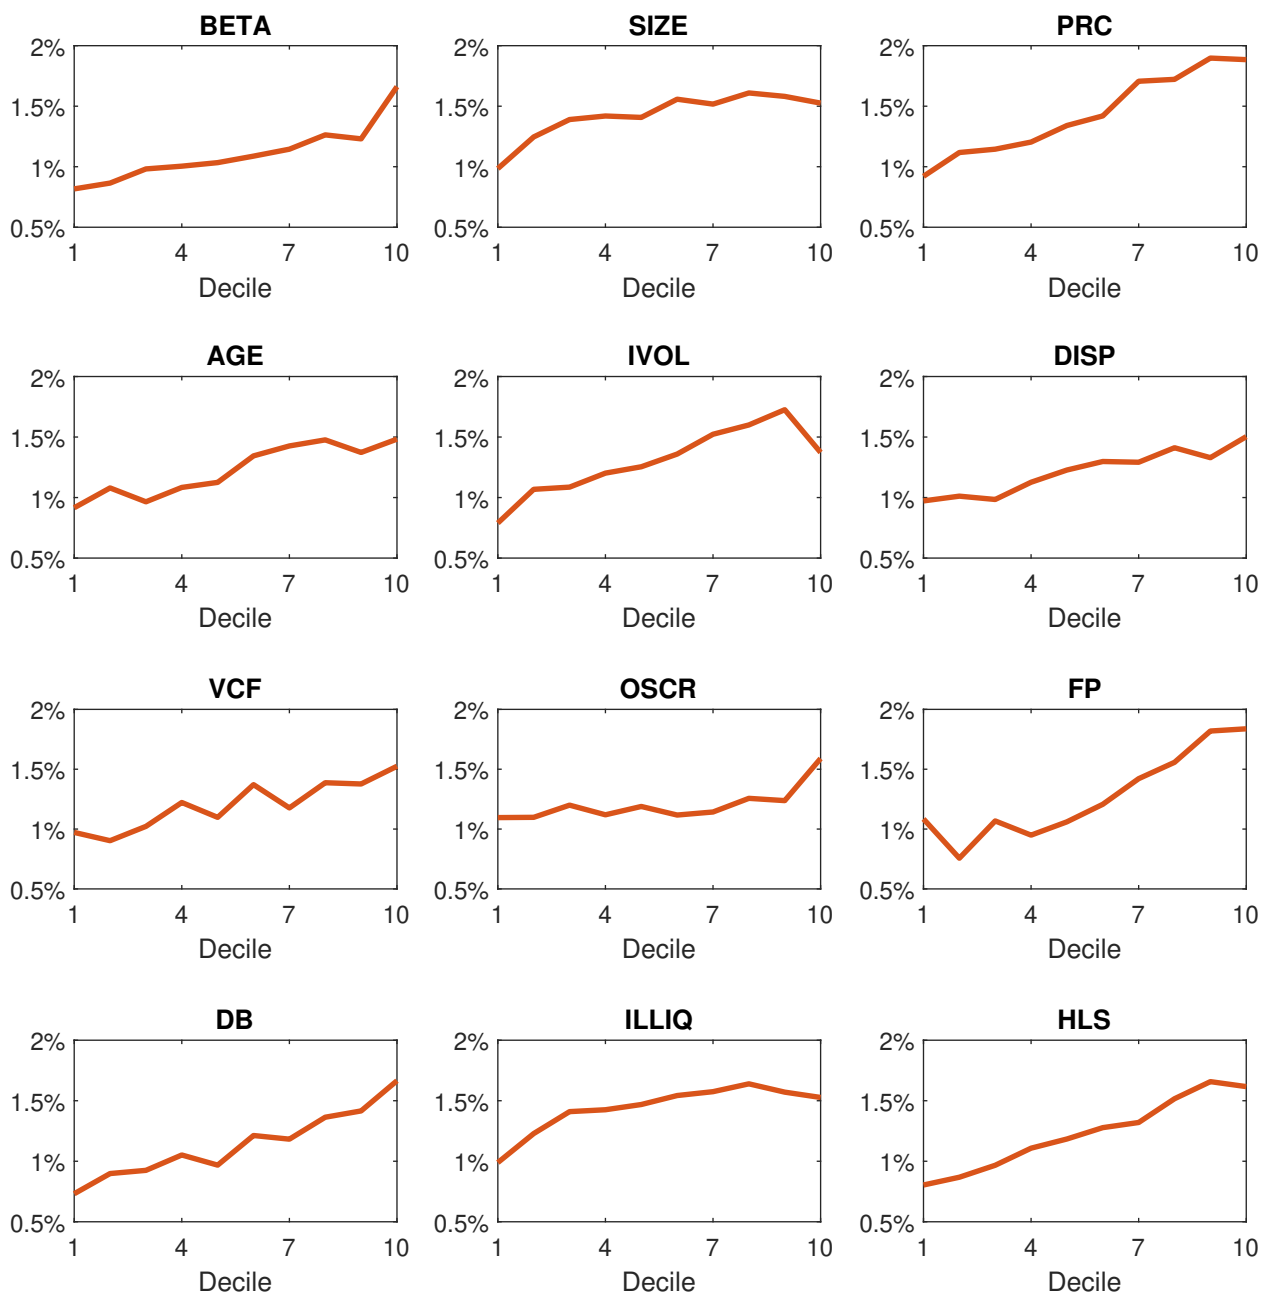 BETA SIZE PRC
2% 2% 2%
1.5% 1.5% 1.5%
1% 1% 1%
0.5% 0.5% 0.5%
1 4 7 10 1 4 7 10 1 4 7 10
Decile Decile Decile
AGE IVOL DISP
2% 2% 2%
1.5% 1.5% 1.5%
1% 1% 1%
0.5% 0.5% 0.5%
1 4 7 10 1 4 7 10 1 4 7 10
Decile Decile Decile
VCF OSCR FP
2% 2% 2%
1.5% 1.5% 1.5%
1% 1% 1%
0.5% 0.5% 0.5%
1 4 7 10 1 4 7 10 1 4 7 10
Decile Decile Decile
DB ILLIQ HLS
2% 2% 2%
1.5% 1.5% 1.5%
1% 1% 1%
0.5% 0.5% 0.5%
1 4 7 10 1 4 7 10 1 4 7 10
Decile Decile Decile